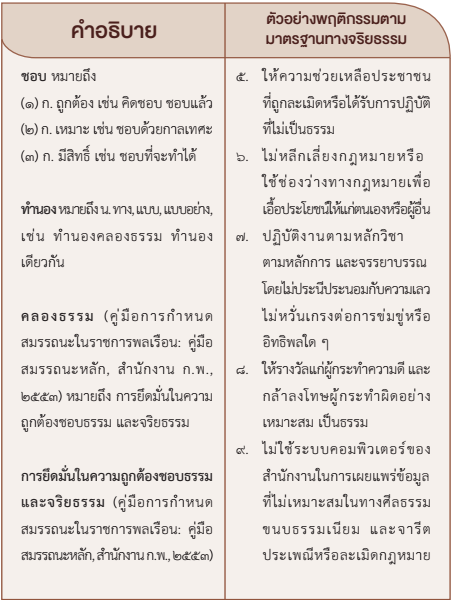 คำอธิบาย
ชอบ หมายถึง
(๑) ก. ถูกต้อง เช่น คิดชอบ ชอบแล้ว
(๒) ก. เหมาะ เช่น ชอบด้วยกาลเทศะ
(๓) ก. มีสิทธิ์ เช่น ชอบที่จะทำได้
ทำนอง หมายถึง น. ทาง, แบบ, แบบอย่าง,
เช่น ทำนองคลองธรรม ทำนอง
เดียวกัน
คลองธรรม (คู่มือการกำหนด
สมรรถนะในราชการพลเรือน: คู่มือ
สมรรถนะหลัก, สำนักงาน ก.พ.,
๒๕๕๓) หมายถึง การยึดมั่นในความ
ถูกต้องชอบธรรม และจริยธรรม
การยึดมั่นในความถูกต้องชอบธรรม
และจริยธรรม (คู่มือการกำหนด
สมรรถนะในราชการพลเรือน: คู่มือ
สมรรถนะหลัก, สำนักงาน ก.พ., ๒๕๕๓)
ตัวอย่างพฤติกรรมตาม
มาตรฐานทางจริยธรรม
๕. ให้ความช่วยเหลือประชาชน
ที่ถูกละเมิดหรือได้รับการปฏิบัติ
ที่ไม่เป็นธรรม
๖. ไม่หลีกเลี่ยงกฎหมายหรือ
ใช้ช่องว่างทางกฎหมายเพื่อ
เอื้อประโยชน์ให้แก่ตนเองหรือผู้อื่น
๗. ปฏิบัติงานตามหลักวิชา
ตามหลักการ และจรรยาบรรณ
โดยไม่ประนีประนอมกับความเลว
ไม่หวั่นเกรงต่อการข่มขู่หรือ
อิทธิพลใด ๆ
๘. ให้รางวัลแก่ผู้กระทำความดี และ
กล้าลงโทษผู้กระทำผิดอย่าง
เหมาะสม เป็นธรรม
๙. ไม่ใช้ระบบคอมพิวเตอร์ของ
สำนักงานในการเผยแพร่ข้อมูล
ที่ไม่เหมาะสมในทางศีลธรรม
ขนบธรรมเนียม และจารีต
ประเพณีหรือละเมิดกฎหมาย